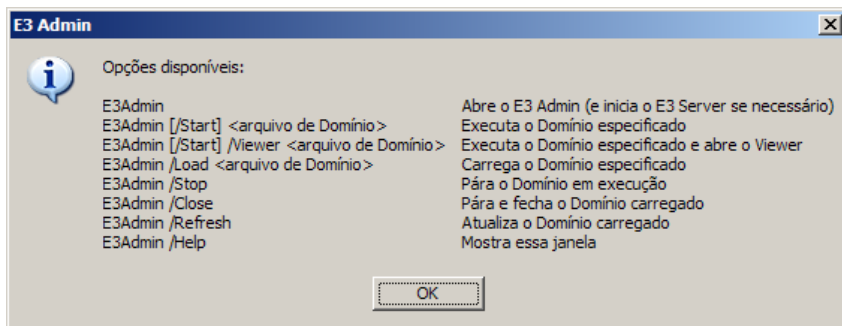 E3 Admin
Opções disponíveis:
E3Admin Abre o E3 Admin (e inicia o E3 Server se necessário)
E3Admin [/Start] <arquivo de Domínio> Executa o Domínio especificado
E3Admin [/Start] /Viewer <arquivo de Domínio> Executa o Domínio especificado e abre o Viewer
E3Admin /Load <arquivo de Domínio> Carrega o Domínio especificado
E3Admin /Stop Pára o Domínio em execução
E3Admin /Close Pára e fecha o Domínio carregado
E3Admin /Refresh Atualiza o Domínio carregado
E3Admin /Help Mostra essa janela
OK